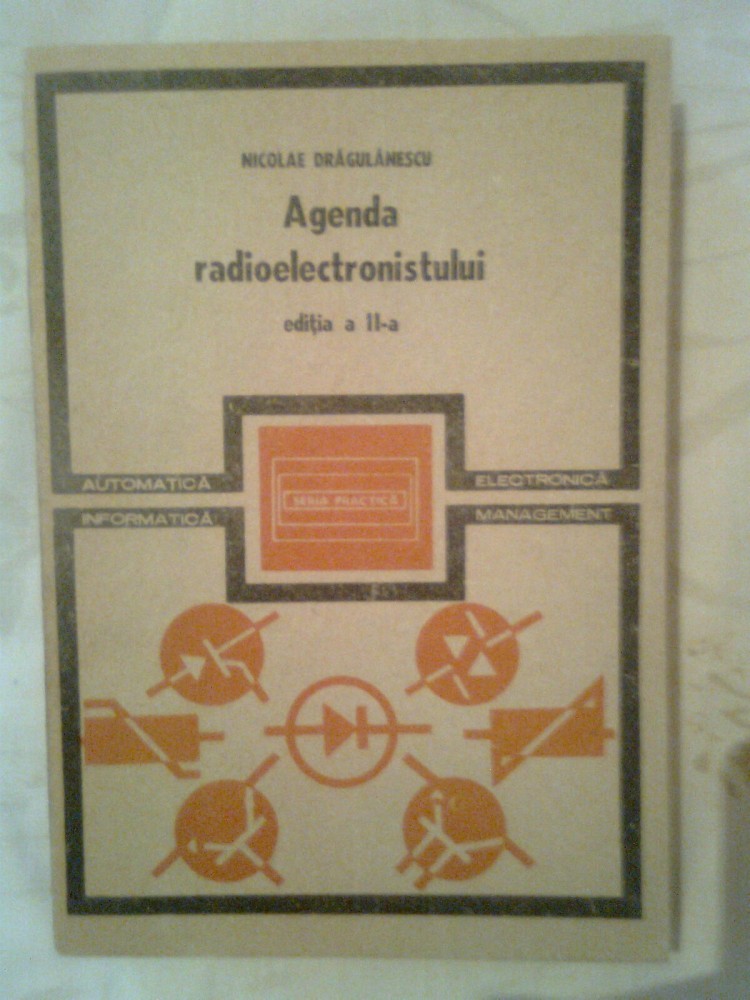 NICOLAE DRĂGULĂNESCU
Agenda
radioelectronistului
ediția a II-a
AUTOMATICĂ
ELECTRONICĂ
SERIA PRACTICĂ
INFORMATICĂ
MANAGEMENT